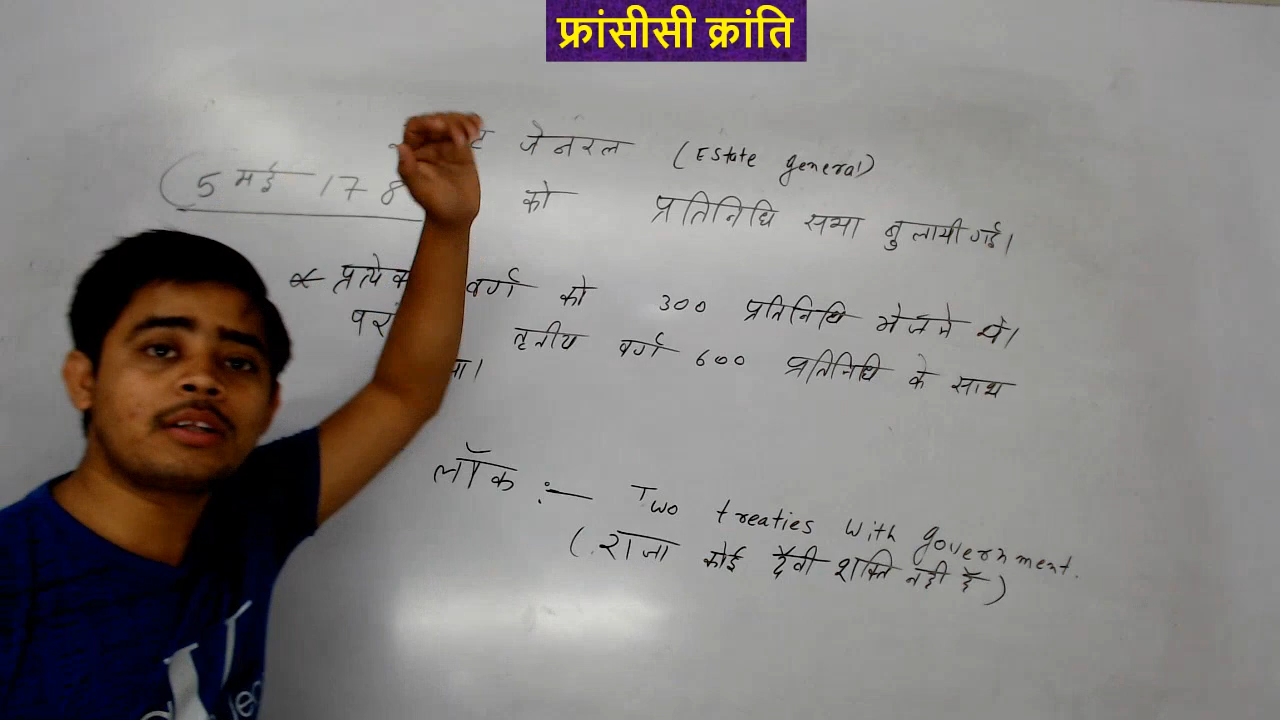 फ्रांसीसी क्रांति
जेनरल (Estate general)
5 मई 178 को प्रतिनिधि सभा बुलायी गई।
प्रत्येक वर्ग को 300 प्रतिनिधि भेजने थे।
तृतीय वर्ग 600 प्रतिनिधि के साथ
लॉक :— Two treaties with government.
(राजा कोई दैवी शक्ति नही है)